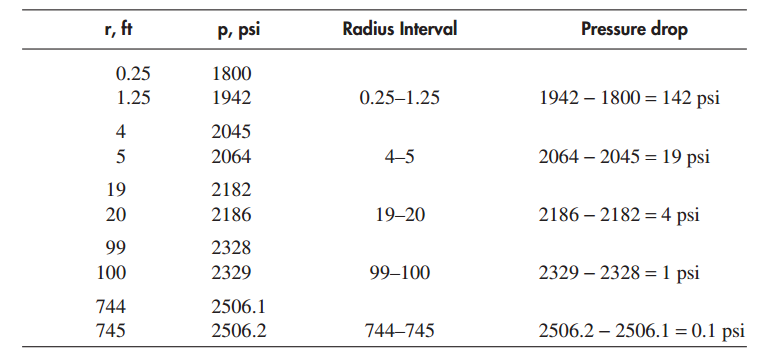 r, ft p, psi Radius Interval Pressure drop
0.25 1800
1.25 1942 0.25–1.25 1942 – 1800 = 142 psi
4 2045
5 2064 4–5 2064 – 2045 = 19 psi
19 2182
20 2186 19–20 2186 – 2182 = 4 psi
99 2328
100 2329 99–100 2329 – 2328 = 1 psi
744 2506.1
745 2506.2 744–745 2506.2 – 2506.1 = 0.1 psi